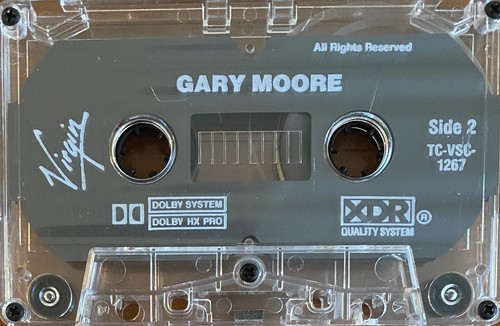 All Rights Reserved
GARY MOORE
Virgin
Side 2
TC-VSC-
1267
DOLBY SYSTEM
DOLBY HX PRO
XDR ®
QUALITY SYSTEM